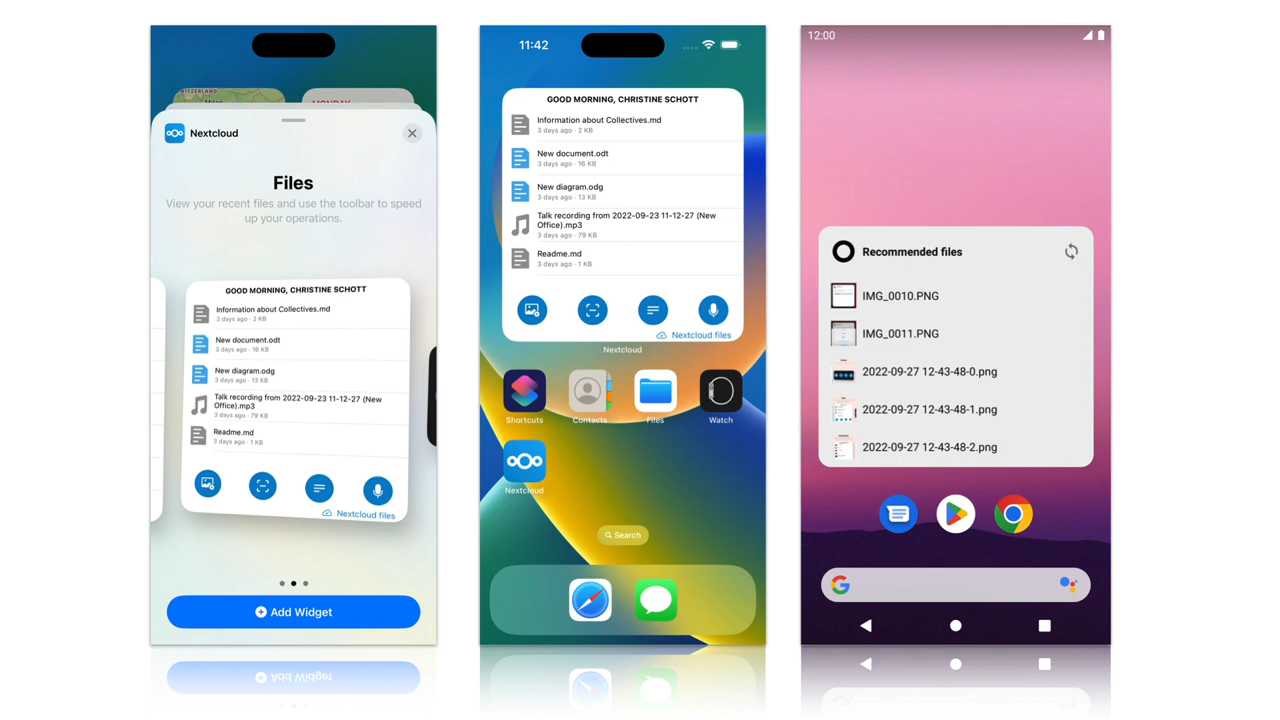 WITZERLAND
Milan
MONDAY
Nextcloud
Files
View your recent files and use the toolbar to speed
up your operations.
GOOD MORNING, CHRISTINE SCHOTT
Information about Collectives.md
3 days ago · 2 KB
New document.odt
3 days ago · 16 KB
New diagram.odg
3 days ago · 13 KB
Talk recording from 2022-09-23 11-12-27 (New
Office).mp3
3 days ago · 79 KB
Readme.md
3 days ago · 1 KB
Nextcloud files
Add Widget
Add Widget
11:42
GOOD MORNING, CHRISTINE SCHOTT
Information about Collectives.md
3 days ago · 2 KB
New document.odt
3 days ago · 16 KB
New diagram.odg
3 days ago · 13 KB
Talk recording from 2022-09-23 11-12-27 (New
Office).mp3
3 days ago · 79 KB
Readme.md
3 days ago · 1 KB
Nextcloud files
Nextcloud
Shortcuts
Contacts
Files
Watch
Nextcloud
Search
12:00
Recommended files
IMG_0010.PNG
IMG_0011.PNG
2022-09-27 12-43-48-0.png
2022-09-27 12-43-48-1.png
2022-09-27 12-43-48-2.png